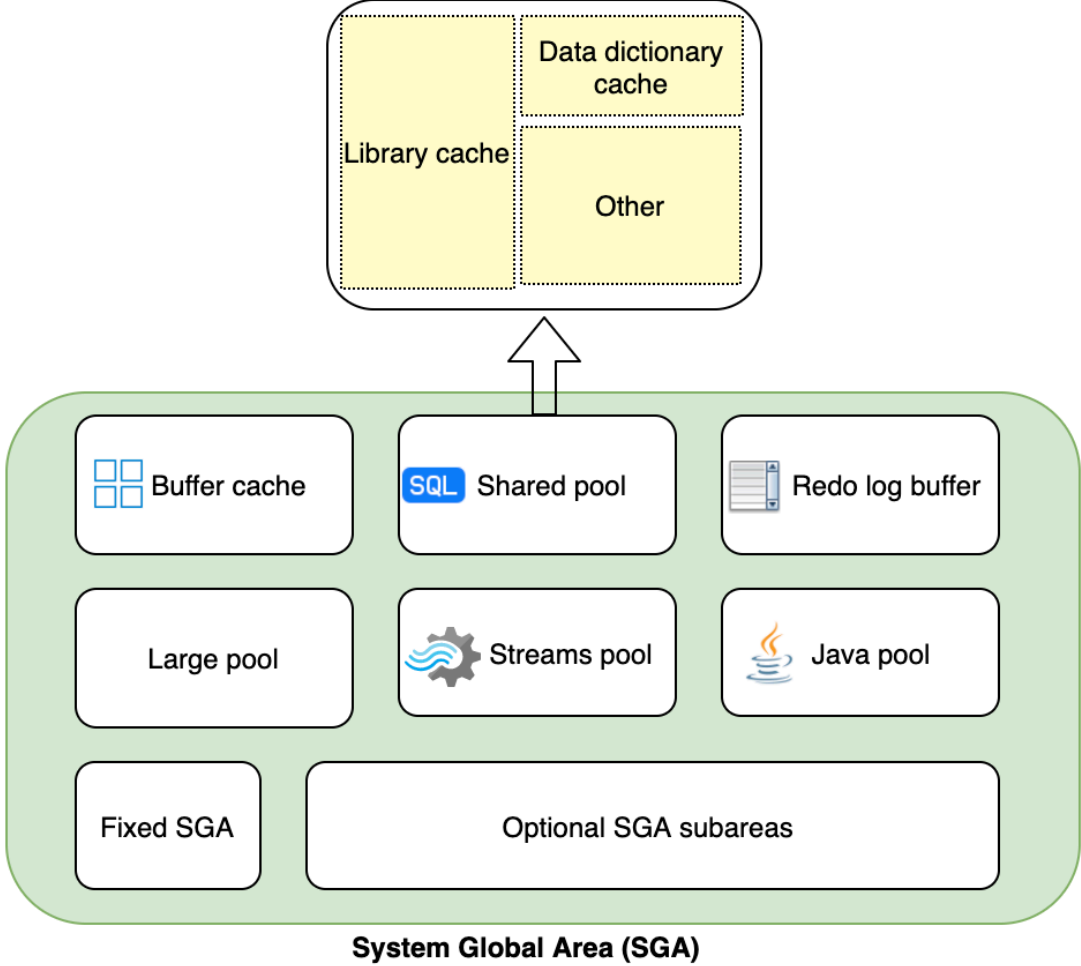 Data dictionary
cache
Library cache
Other
Buffer cache
SQL
Shared pool
Redo log buffer
Large pool
Streams pool
Java pool
Fixed SGA
Optional SGA subareas
System Global Area (SGA)